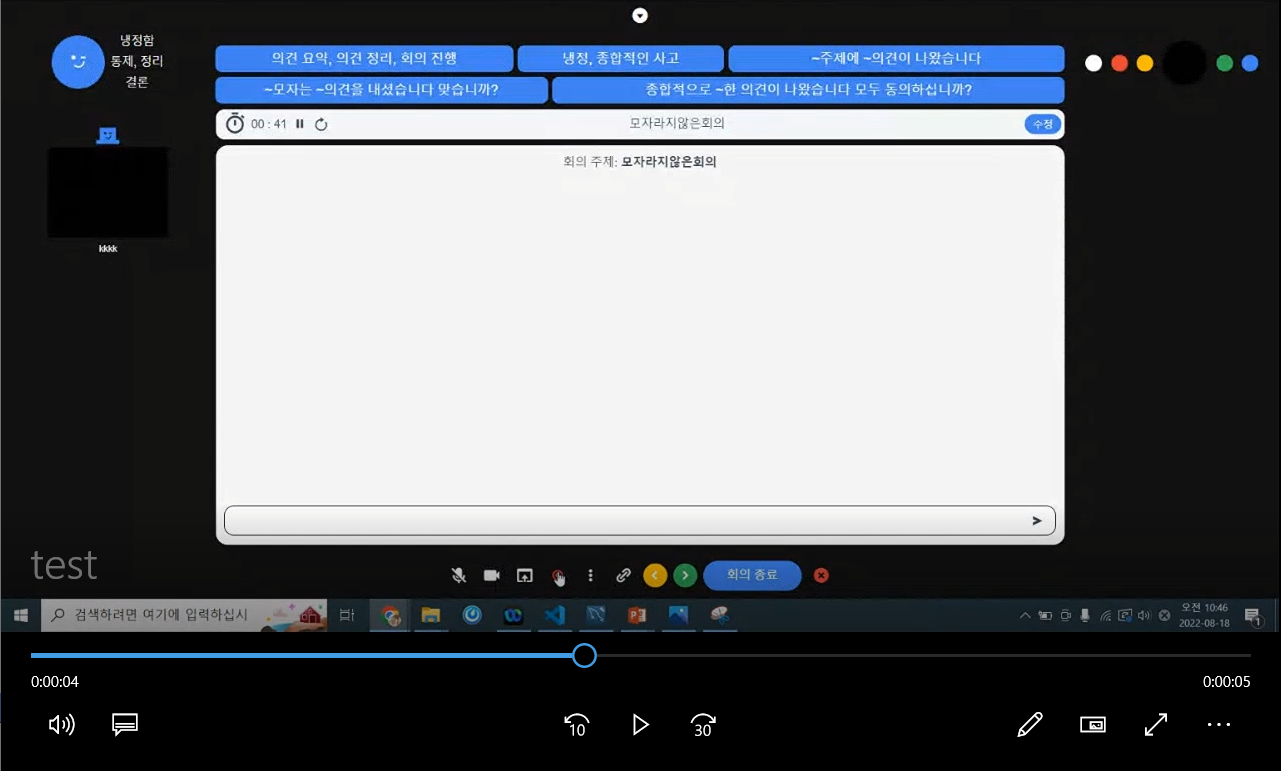 냉정함
통제, 정리
결론
의견 요약, 의견 정리, 회의 진행
냉정, 종합적인 사고
~주제에 ~의견이 나왔습니다
~모자는 ~의견을 내셨습니다 맞습니까?
종합적으로 ~한 의견이 나왔습니다 모두 동의하십니까?
00 : 41
모자라지않은회의
수정
회의 주제: 모자라지않은회의
kkkk
test
회의 종료
검색하려면 여기에 입력하십시
오전 10:46
2022-08-18
1
0:00:04
0:00:05
10
30